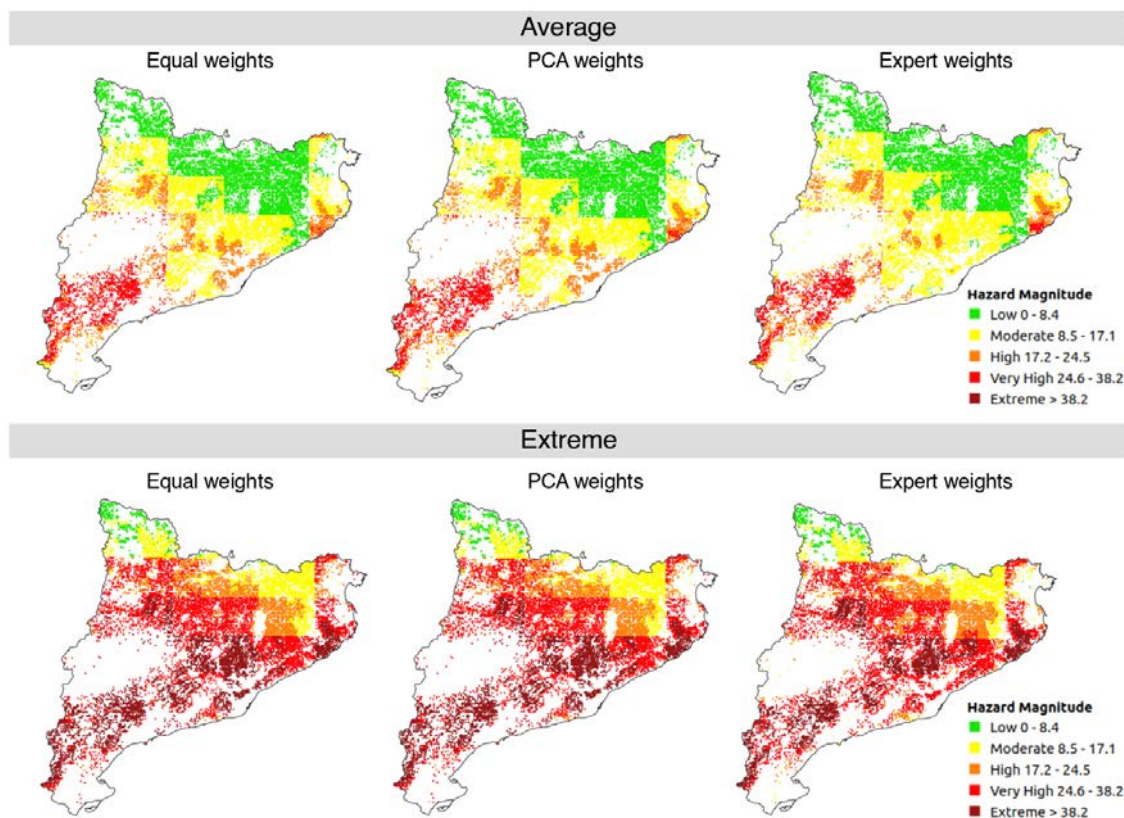 Average
Equal weights
PCA weights
Expert weights
Hazard Magnitude
Low 0 - 8.4
Moderate 8.5 - 17.1
High 17.2 - 24.5
Very High 24.6 - 38.2
Extreme > 38.2
Extreme
Equal weights
PCA weights
Expert weights
Hazard Magnitude
Low 0 - 8.4
Moderate 8.5 - 17.1
High 17.2 - 24.5
Very High 24.6 - 38.2
Extreme > 38.2